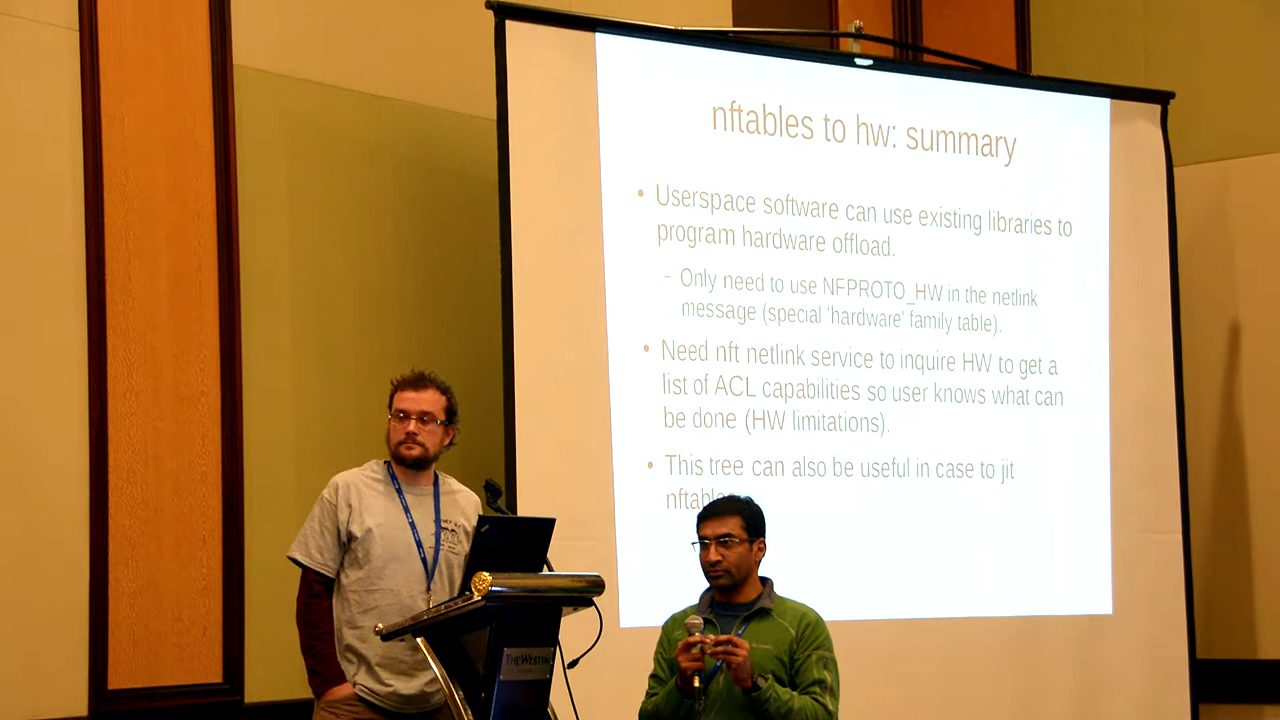 nftables to hw: summary
• Userspace software can use existing libraries to
program hardware offload.
– Only need to use NFPROTO_HW in the netlink
message (special 'hardware' family table).
• Need nft netlink service to inquire HW to get a
list of ACL capabilities so user knows what can
be done (HW limitations).
• This tree can also be useful in case to jit
nftables
THE WESTIN